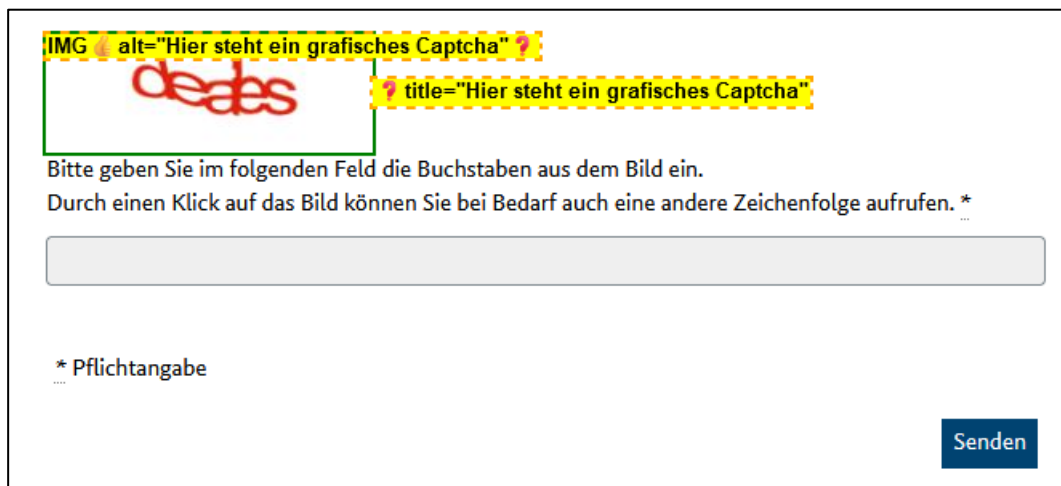 IMG 👍 alt="Hier steht ein grafisches Captcha" ❓
deabs
❓ title="Hier steht ein grafisches Captcha"
Bitte geben Sie im folgenden Feld die Buchstaben aus dem Bild ein.
Durch einen Klick auf das Bild können Sie bei Bedarf auch eine andere Zeichenfolge aufrufen. *
* Pflichtangabe
Senden